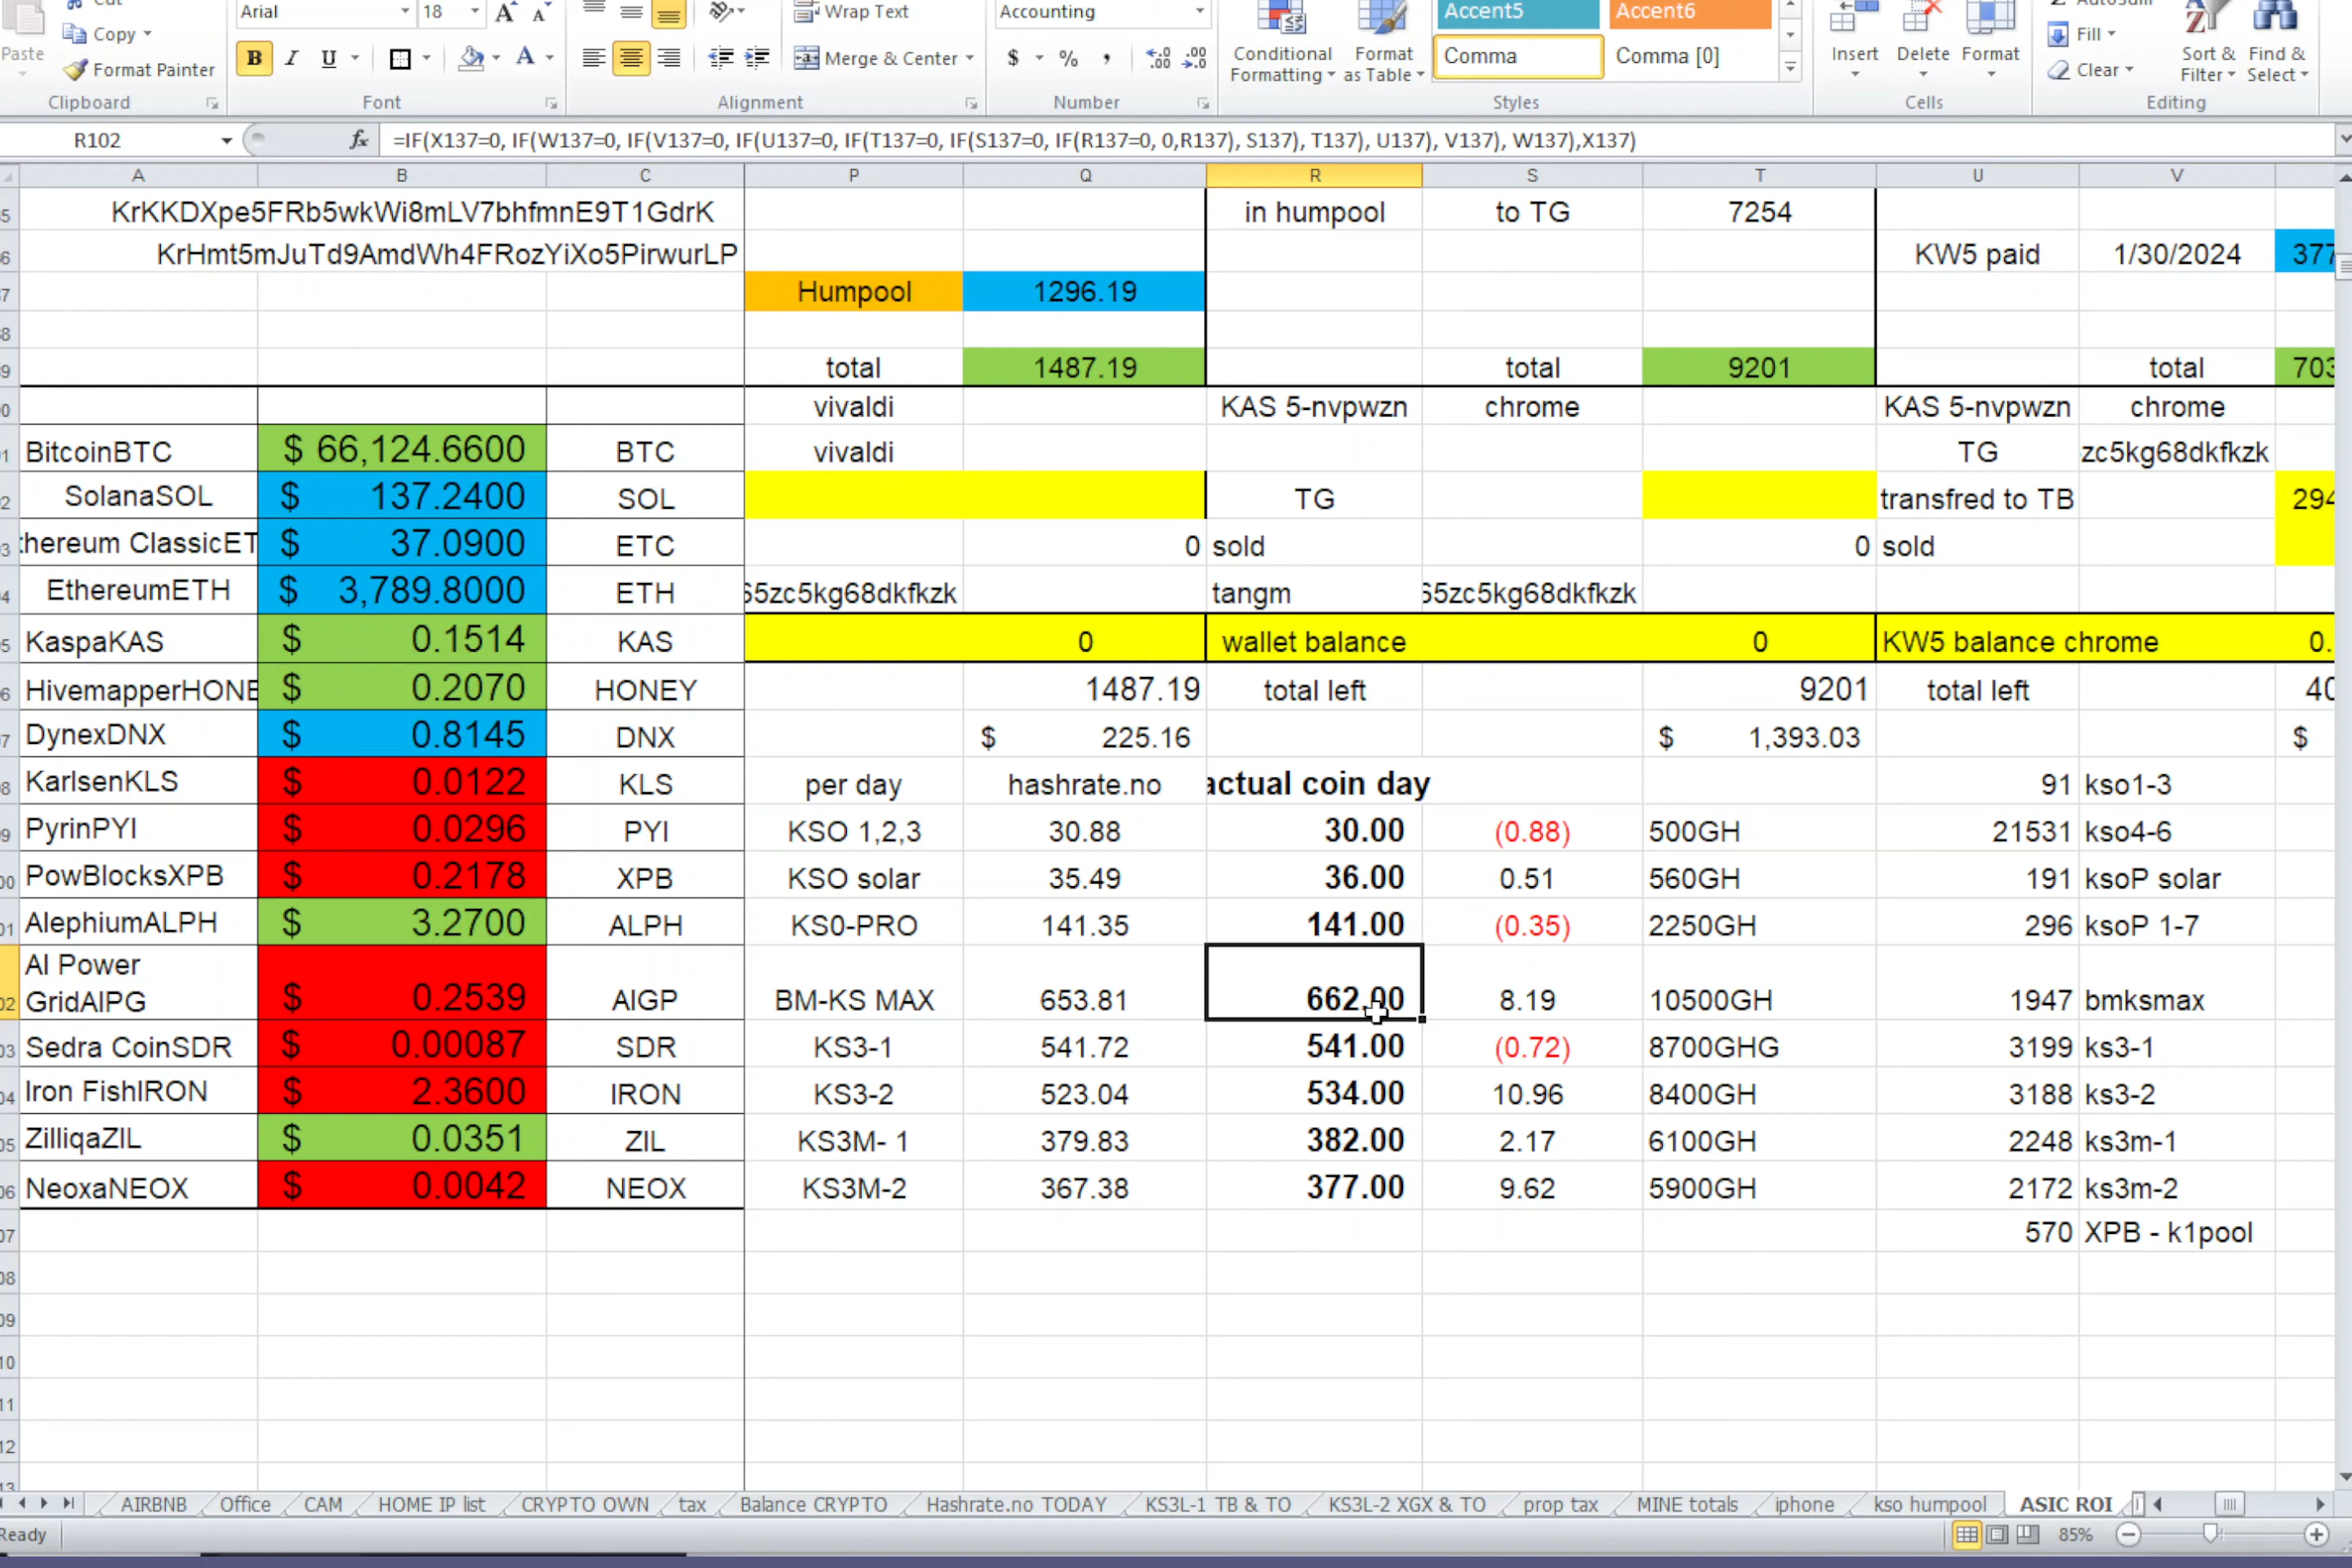 Paste
Copy
Format Painter
Clipboard
Arial 18
B I U A
Font
Wrap Text
Merge & Center
Alignment
Accounting
$ % ,
Number
Conditional Formatting
Format as Table
Accent5 Accent6
Comma Comma [0]
Styles
Insert Delete Format
Cells
Fill
Clear
Sort & Filter
Find & Select
Editing
R102 fx =IF(X137=0, IF(W137=0, IF(V137=0, IF(U137=0, IF(T137=0, IF(S137=0, IF(R137=0, 0,R137), S137), T137), U137), V137), W137),X137)
A B C P Q R S T U V
KrKKDXpe5FRb5wkWi8mLV7bhfmnE9T1GdrK in humpool to TG 7254
KrHmt5mJuTd9AmdWh4FRozYiXo5PirwurLP KW5 paid 1/30/2024 377
Humpool 1296.19
total 1487.19 total 9201 total 703
vivaldi KAS 5-nvpwzn chrome KAS 5-nvpwzn chrome
BitcoinBTC $ 66,124.6600 BTC vivaldi TG zc5kg68dkfkzk
SolanaSOL $ 137.2400 SOL TG transfred to TB 294
thereum ClassicET $ 37.0900 ETC 0 sold 0 sold
EthereumETH $ 3,789.8000 ETH 65zc5kg68dkfkzk tangm 65zc5kg68dkfkzk
KaspaKAS $ 0.1514 KAS 0 wallet balance 0 KW5 balance chrome 0.
HivemapperHONE $ 0.2070 HONEY 1487.19 total left 9201 total left 40
DynexDNX $ 0.8145 DNX $ 225.16 $ 1,393.03 $
KarlsenKLS $ 0.0122 KLS per day hashrate.no actual coin day 91 kso1-3
PyrinPYI $ 0.0296 PYI KSO 1,2,3 30.88 30.00 (0.88) 500GH 21531 kso4-6
PowBlocksXPB $ 0.2178 XPB KSO solar 35.49 36.00 0.51 560GH 191 ksoP solar
AlephiumALPH $ 3.2700 ALPH KS0-PRO 141.35 141.00 (0.35) 2250GH 296 ksoP 1-7
AI Power
GridAIPG $ 0.2539 AIGP BM-KS MAX 653.81 662.00 8.19 10500GH 1947 bmksmax
Sedra CoinSDR $ 0.00087 SDR KS3-1 541.72 541.00 (0.72) 8700GHG 3199 ks3-1
Iron FishIRON $ 2.3600 IRON KS3-2 523.04 534.00 10.96 8400GH 3188 ks3-2
ZilliqaZIL $ 0.0351 ZIL KS3M- 1 379.83 382.00 2.17 6100GH 2248 ks3m-1
NeoxaNEOX $ 0.0042 NEOX KS3M-2 367.38 377.00 9.62 5900GH 2172 ks3m-2
570 XPB - k1pool
AIRBNB Office CAM HOME IP list CRYPTO OWN tax Balance CRYPTO Hashrate.no TODAY KS3L-1 TB & TO KS3L-2 XGX & TO prop tax MINE totals iphone kso humpool ASIC ROI
Ready 85%